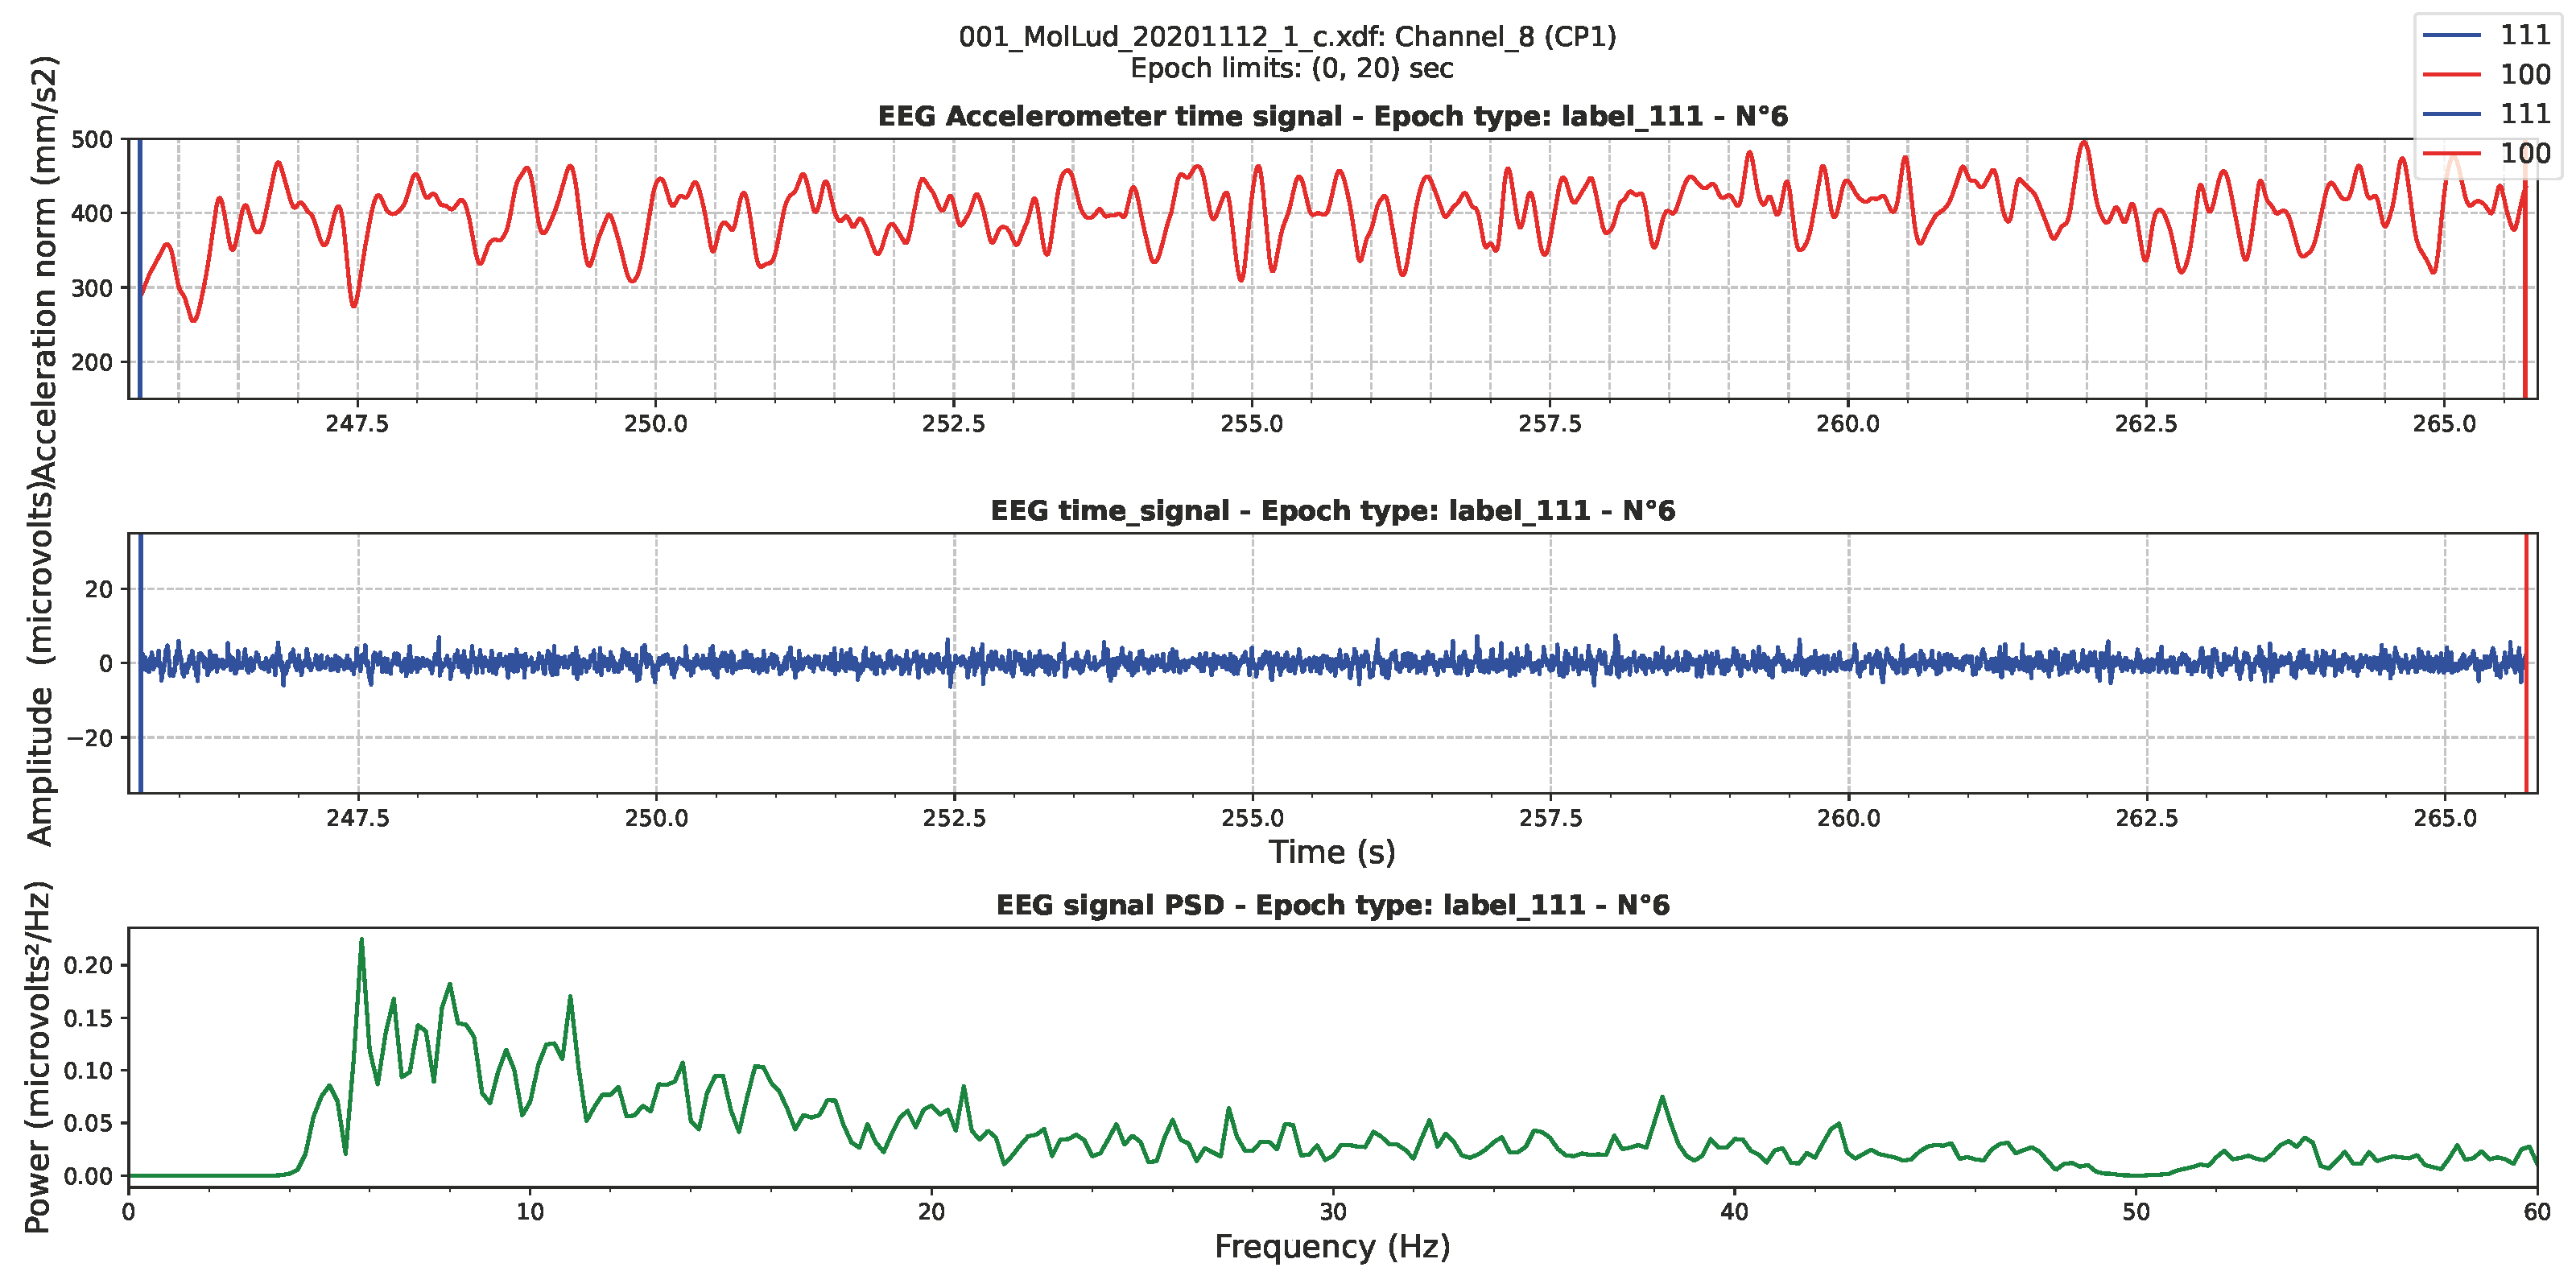 001_MolLud_20201112_1_c.xdf: Channel_8 (CP1)
Epoch limits: (0, 20) sec
111
100
111
100
EEG Accelerometer time signal - Epoch type: label_111 - N°6
Acceleration norm (mm/s2)
500
400
300
200
247.5 250.0 252.5 255.0 257.5 260.0 262.5 265.0
EEG time_signal - Epoch type: label_111 - N°6
Amplitude (microvolts)
20
0
−20
247.5 250.0 252.5 255.0 257.5 260.0 262.5 265.0
Time (s)
EEG signal PSD - Epoch type: label_111 - N°6
Power (microvolts²/Hz)
0.20
0.15
0.10
0.05
0.00
0 10 20 30 40 50 60
Frequency (Hz)